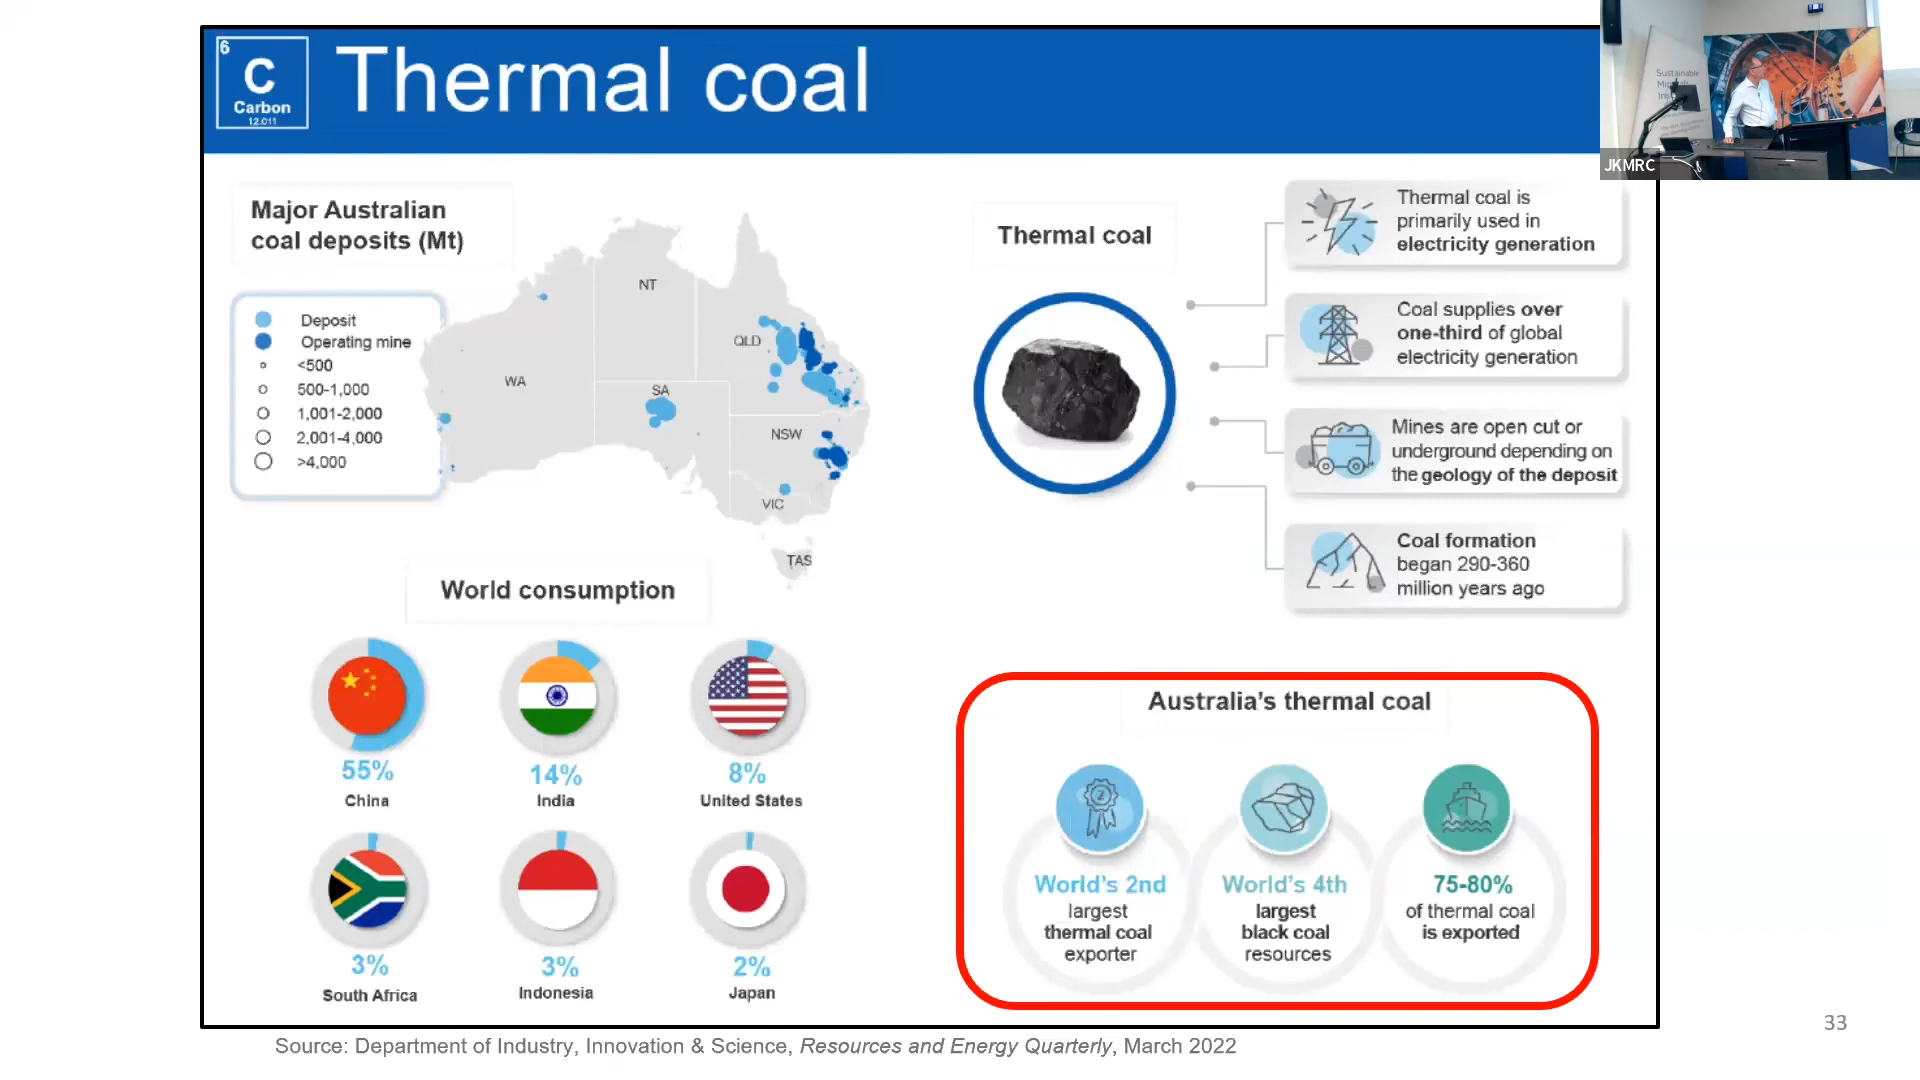 6
C
Carbon
12.011
Thermal coal
Sustainable
JKMRC
Major Australian
coal deposits (Mt)
Deposit
Operating mine
<500
500-1,000
1,001-2,000
2,001-4,000
>4,000
NT
QLD
WA
SA
NSW
VIC
TAS
Thermal coal
Thermal coal is
primarily used in
electricity generation
Coal supplies over
one-third of global
electricity generation
Mines are open cut or
underground depending on
the geology of the deposit
Coal formation
began 290-360
million years ago
World consumption
55%
China
14%
India
8%
United States
3%
South Africa
3%
Indonesia
2%
Japan
Australia's thermal coal
2
World's 2nd
largest
thermal coal
exporter
World's 4th
largest
black coal
resources
75-80%
of thermal coal
is exported
33
Source: Department of Industry, Innovation & Science, Resources and Energy Quarterly, March 2022